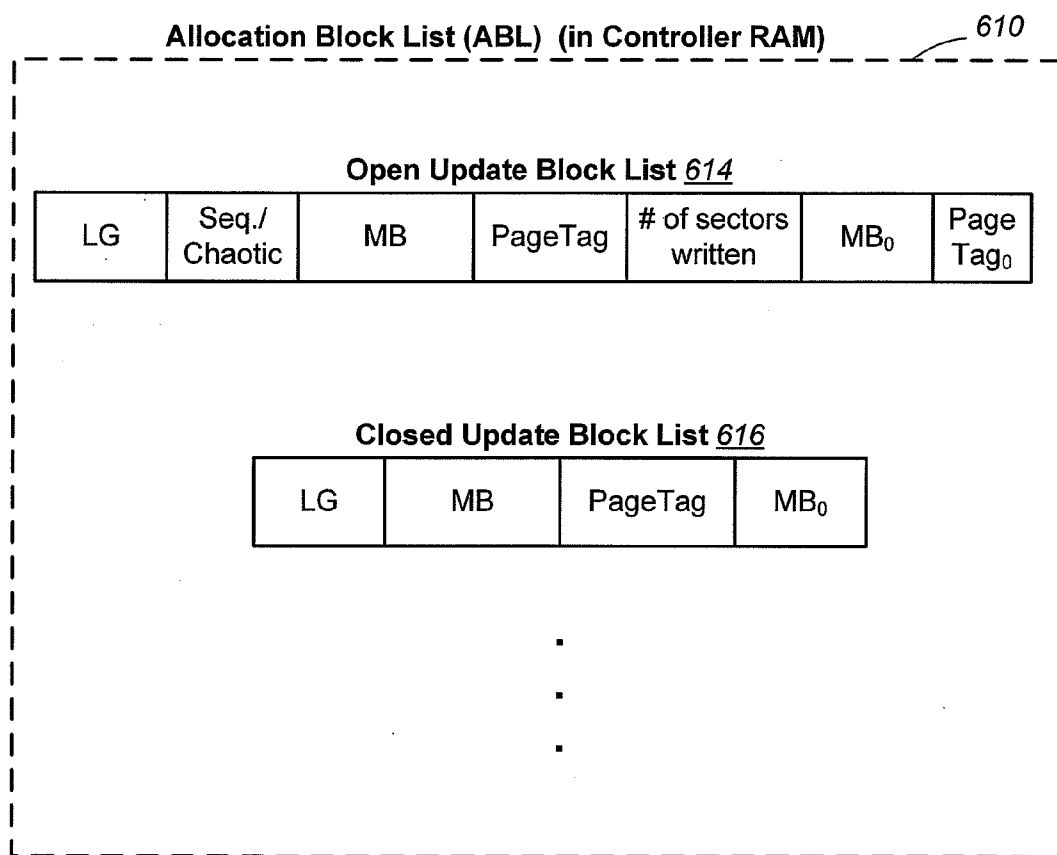 Allocation Block List (ABL) (in Controller RAM) 610
Open Update Block List 614
LG Seq./ Chaotic MB PageTag # of sectors written MB₀ Page Tag₀
Closed Update Block List 616
LG MB PageTag MB₀